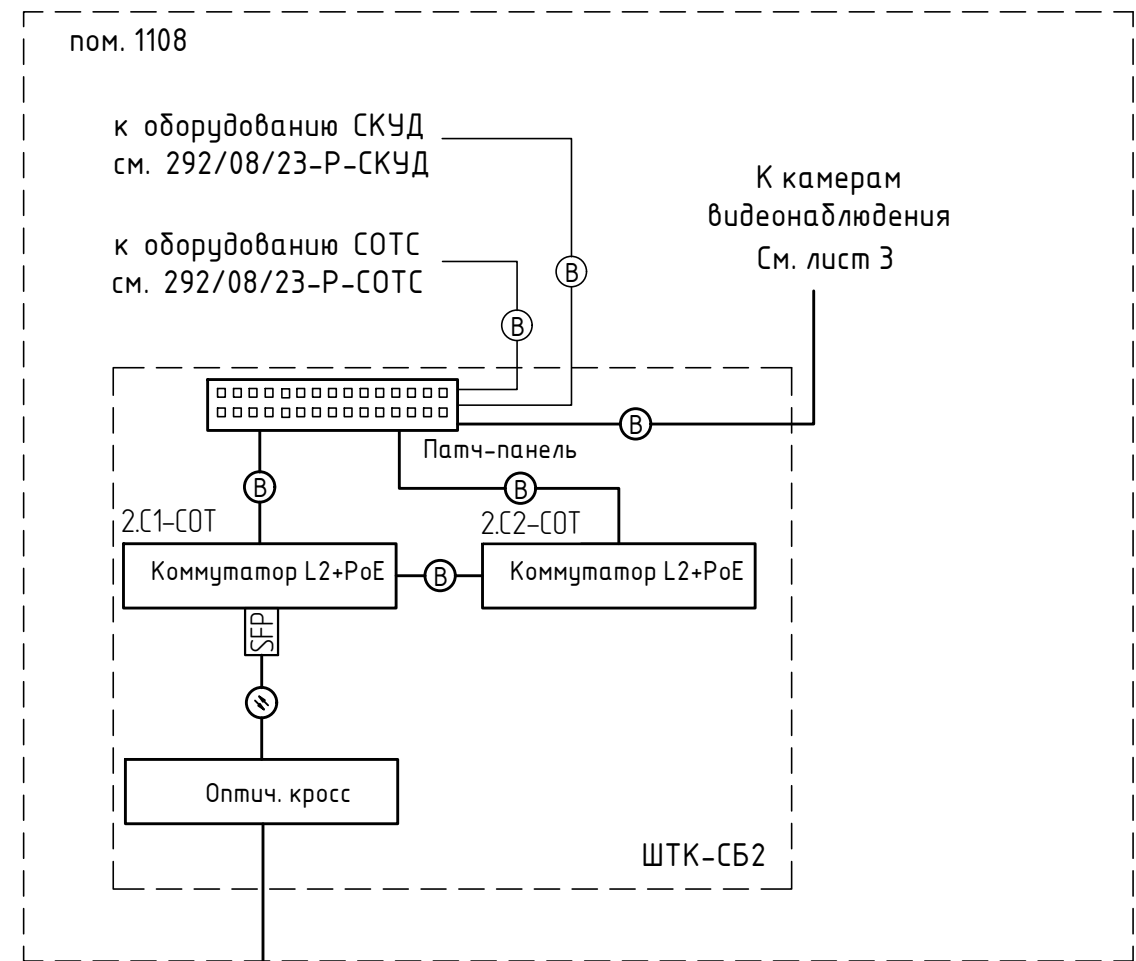 пом. 1108
к оборудованию СКУД
см. 292/08/23-Р-СКУД
К камерам
видеонаблюдения
См. лист 3
к оборудованию СОТС
см. 292/08/23-Р-СОТС
В
В
В
Патч-панель
В
В
2.С1-СОТ
2.С2-СОТ
Коммутатор L2+PoE
В
Коммутатор L2+PoE
SFP
Оптич. кросс
ШТК-СБ2